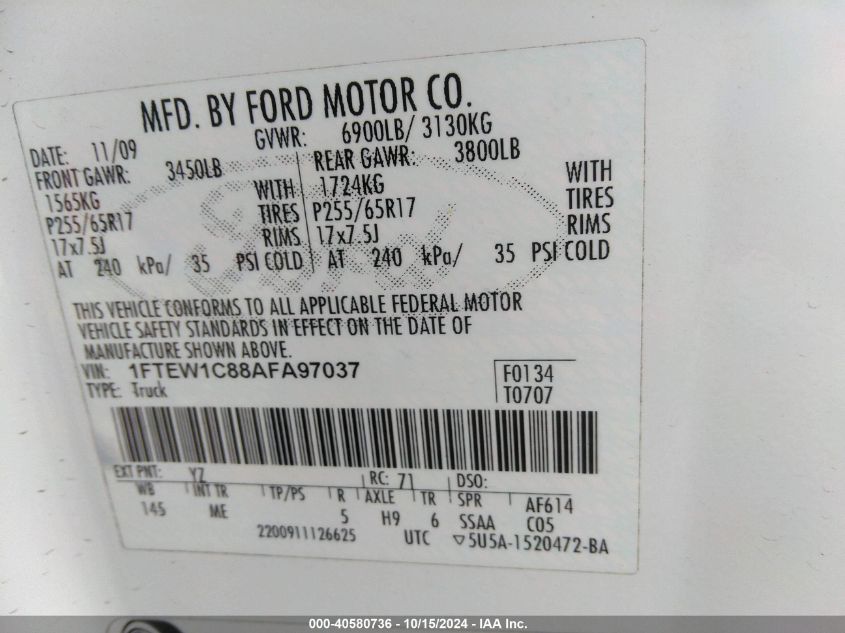 MFD. BY FORD MOTOR CO.
DATE: 11/09 GVWR: 6900LB/ 3130KG
FRONT GAWR: 3450LB REAR GAWR: 3800LB
1565KG WITH 1724KG WITH
P255/65R17 TIRES P255/65R17 TIRES
17x7.5J RIMS 17x7.5J RIMS
AT 240 kPa/ 35 PSI COLD AT 240 kPa/ 35 PSI COLD
THIS VEHICLE CONFORMS TO ALL APPLICABLE FEDERAL MOTOR
VEHICLE SAFETY STANDARDS IN EFFECT ON THE DATE OF
MANUFACTURE SHOWN ABOVE.
VIN: 1FTEW1C88AFA97037 F0134
TYPE: Truck T0707
EXT PNT: YZ RC: 71 DSO:
WB INT TR TP/PS R AXLE TR SPR AF614
145 ME 5 H9 6 SSAA C05
2200911126625 UTC ▽5U5A-1520472-BA
000-40580736 - 10/15/2024 - IAA Inc.